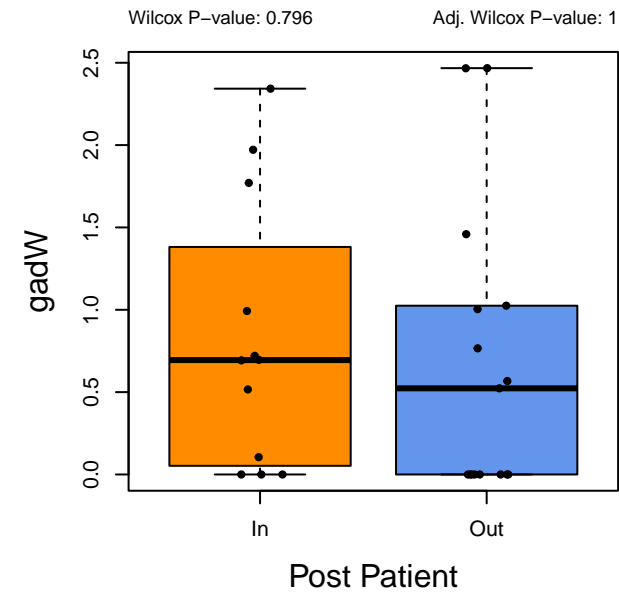 Wilcox P−value: 0.796 Adj. Wilcox P−value: 1
2.5
2.0
1.5
1.0
0.5
0.0
gadW
In Out
Post Patient